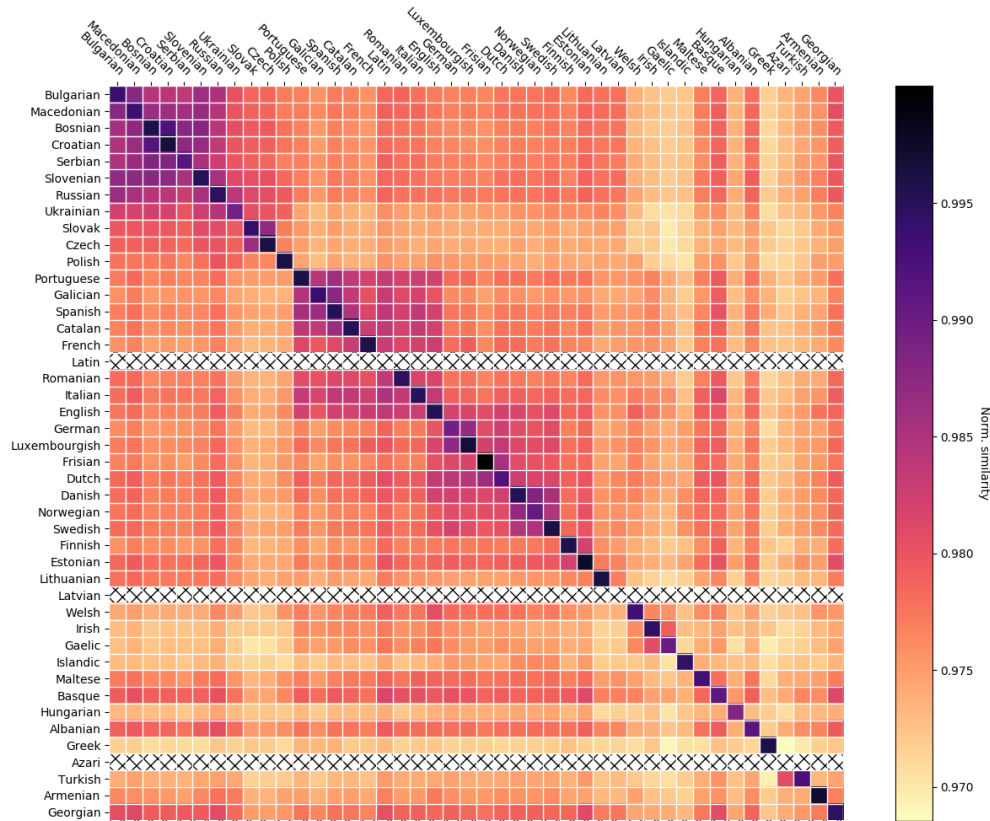 Bulgarian
Macedonian
Bosnian
Croatian
Serbian
Slovenian
Russian
Ukrainian
Slovak
Czech
Polish
Portuguese
Galician
Spanish
Catalan
French
Latin
Romanian
Italian
English
German
Luxembourgish
Frisian
Dutch
Danish
Norwegian
Swedish
Finnish
Estonian
Lithuanian
Latvian
Welsh
Irish
Gaelic
Islandic
Maltese
Basque
Hungarian
Albanian
Greek
Azari
Turkish
Armenian
Georgian
Bulgarian
Macedonian
Bosnian
Croatian
Serbian
Slovenian
Russian
Ukrainian
Slovak
Czech
Polish
Portuguese
Galician
Spanish
Catalan
French
Latin
Romanian
Italian
English
German
Luxembourgish
Frisian
Dutch
Danish
Norwegian
Swedish
Finnish
Estonian
Lithuanian
Latvian
Welsh
Irish
Gaelic
Islandic
Maltese
Basque
Hungarian
Albanian
Greek
Azari
Turkish
Armenian
Georgian
0.995
0.990
0.985
0.980
0.975
0.970
Norm. similarity